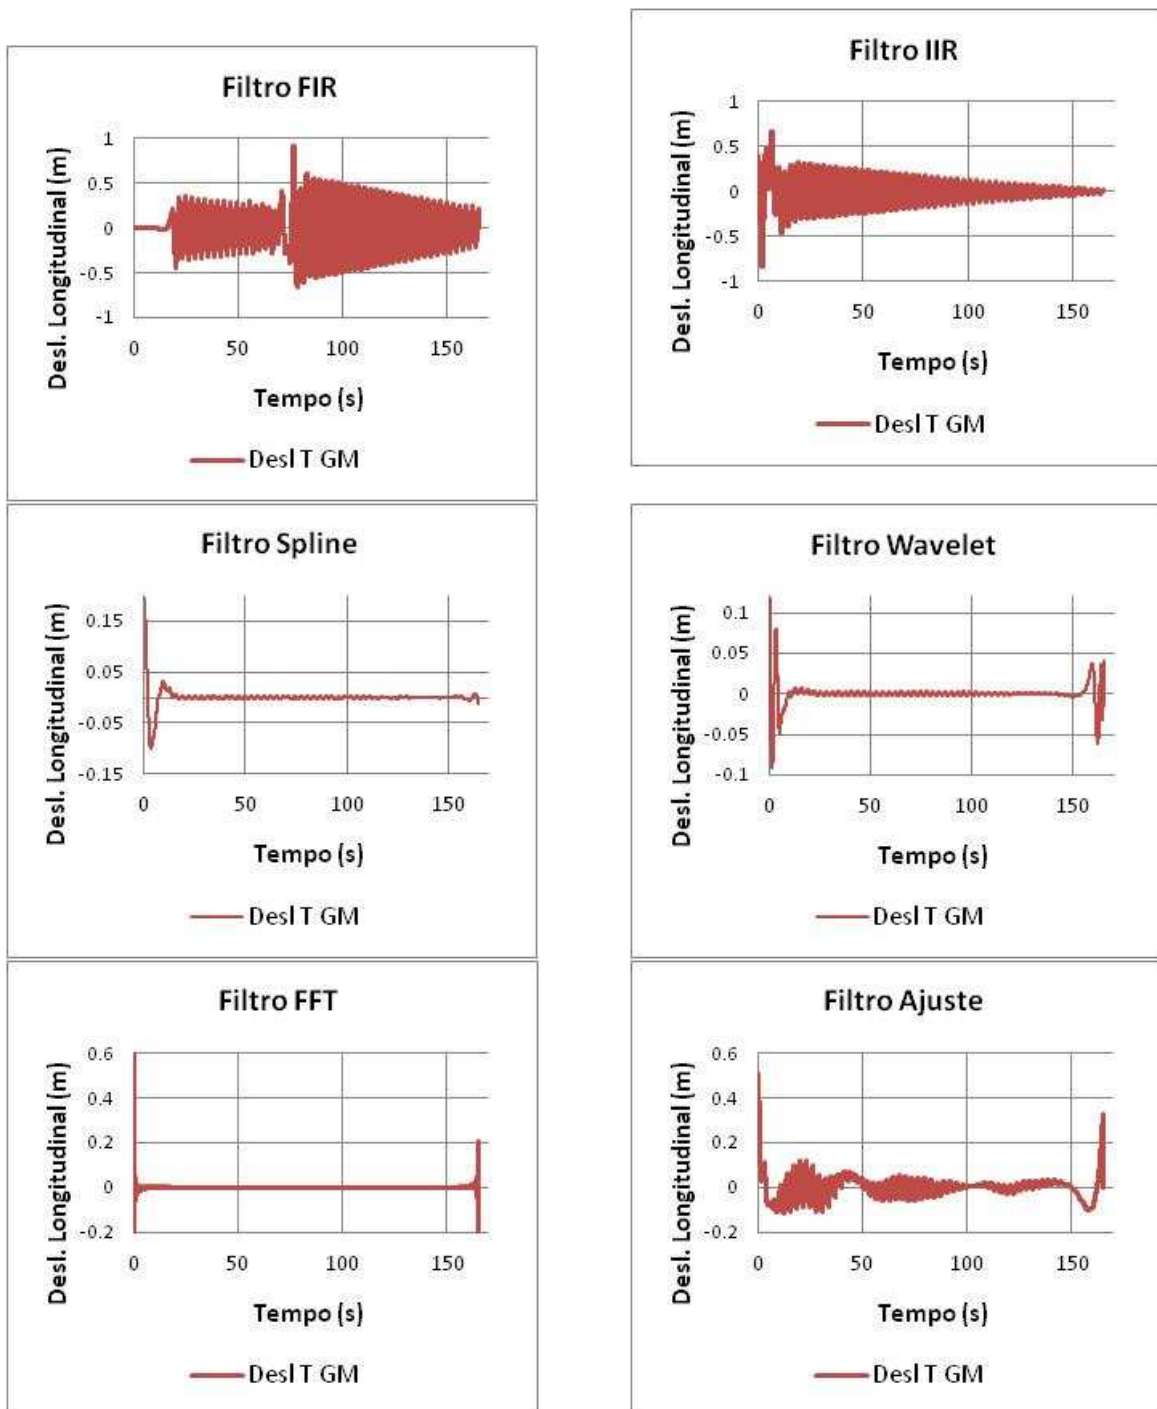 Filtro FIR
Desl. Longitudinal (m)
1
0.5
0
-0.5
-1
0 50 100 150
Tempo (s)
Desl T GM
Filtro IIR
Desl. Longitudinal (m)
1
0.5
0
-0.5
-1
0 50 100 150
Tempo (s)
Desl T GM
Filtro Spline
Desl. Longitudinal (m)
0.15
0.05
-0.05
-0.15
0 50 100 150
Tempo (s)
Desl T GM
Filtro Wavelet
Desl. Longitudinal (m)
0.1
0.05
0
-0.05
-0.1
0 50 100 150
Tempo (s)
Desl T GM
Filtro FFT
Desl. Longitudinal (m)
0.6
0.4
0.2
0
-0.2
0 50 100 150
Tempo (s)
Desl T GM
Filtro Ajuste
Desl. Longitudinal (m)
0.6
0.4
0.2
0
-0.2
0 50 100 150
Tempo (s)
Desl T GM